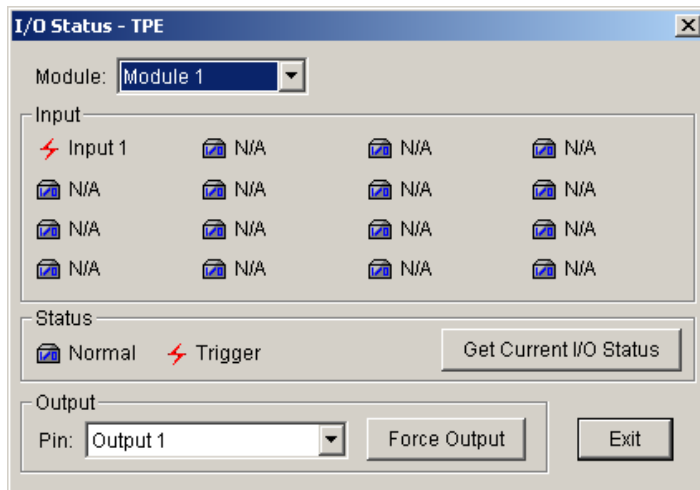 I/O Status - TPE
Module: Module 1
Input
Input 1 N/A N/A N/A
N/A N/A N/A N/A
N/A N/A N/A N/A
N/A N/A N/A N/A
Status
Normal Trigger Get Current I/O Status
Output
Pin: Output 1 Force Output Exit